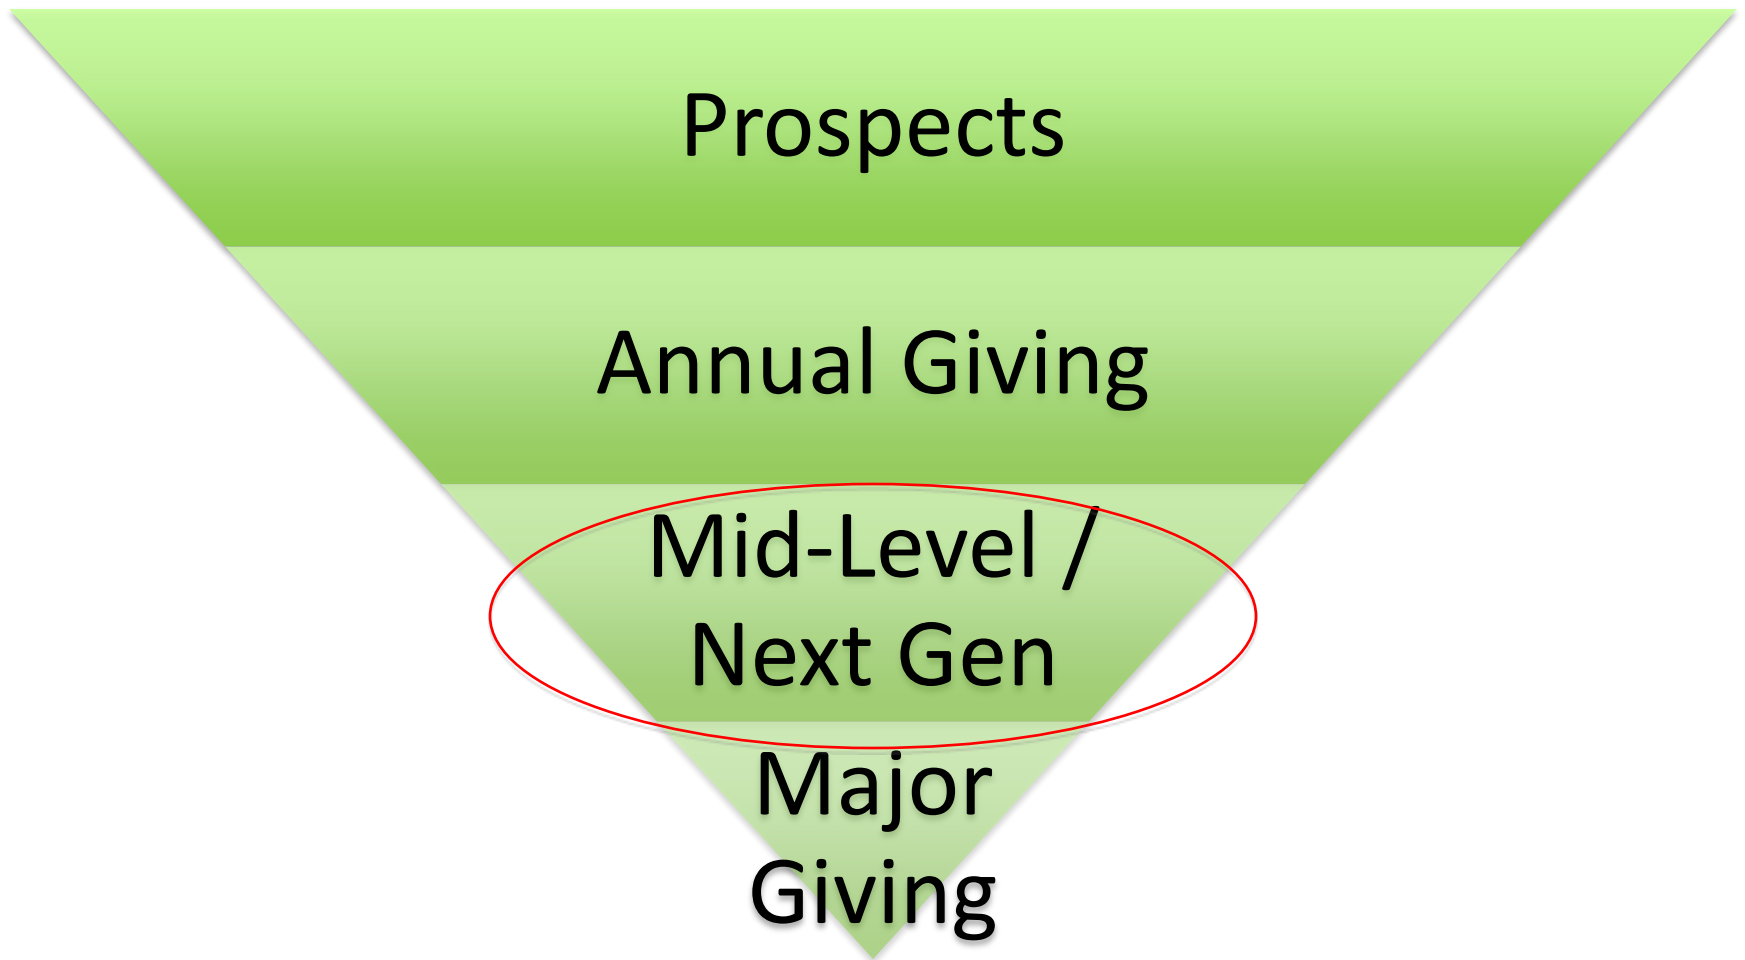 Prospects
Annual Giving
Mid-Level /
Next Gen
Major
Giving